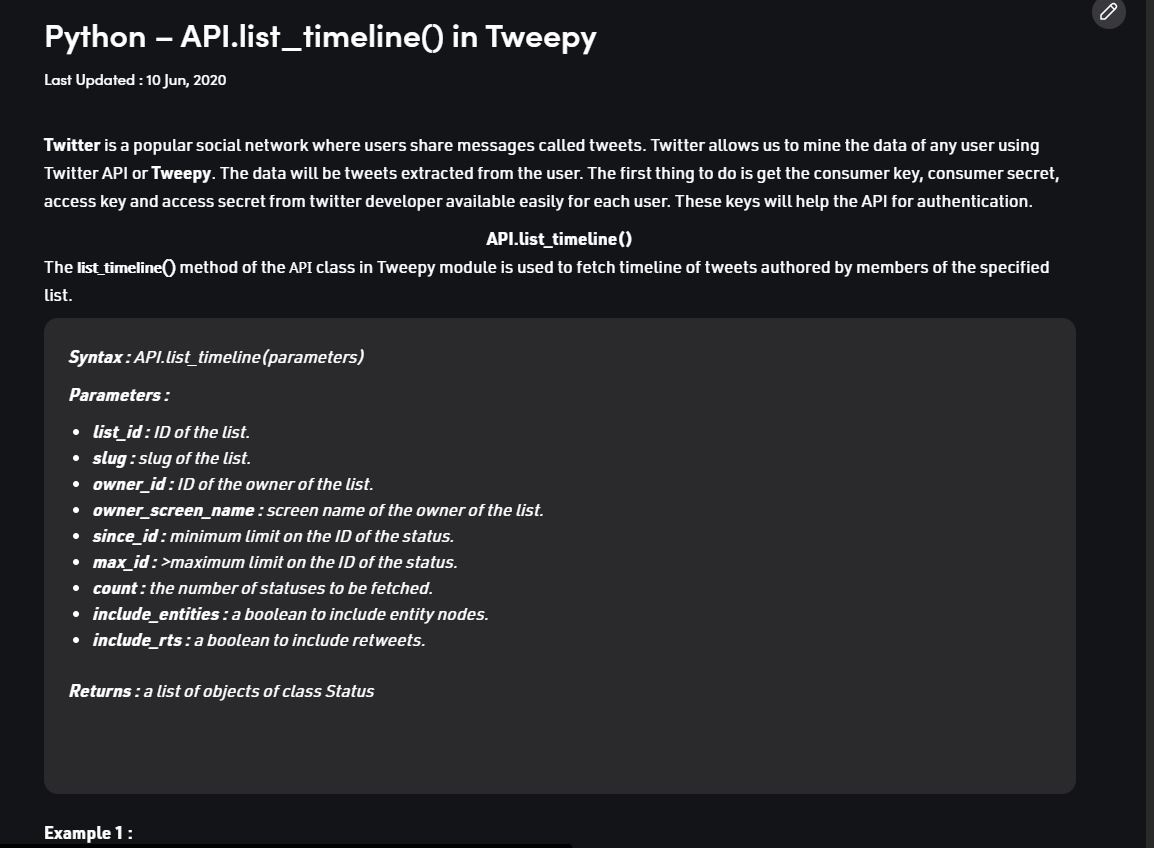 Python – API.list_timeline() in Tweepy
Last Updated : 10 Jun, 2020
Twitter is a popular social network where users share messages called tweets. Twitter allows us to mine the data of any user using
Twitter API or Tweepy. The data will be tweets extracted from the user. The first thing to do is get the consumer key, consumer secret,
access key and access secret from twitter developer available easily for each user. These keys will help the API for authentication.
API.list_timeline()
The list_timeline() method of the API class in Tweepy module is used to fetch timeline of tweets authored by members of the specified
list.
Syntax : API.list_timeline(parameters)
Parameters :
• list_id : ID of the list.
• slug : slug of the list.
• owner_id : ID of the owner of the list.
• owner_screen_name : screen name of the owner of the list.
• since_id : minimum limit on the ID of the status.
• max_id : >maximum limit on the ID of the status.
• count : the number of statuses to be fetched.
• include_entities : a boolean to include entity nodes.
• include_rts : a boolean to include retweets.
Returns : a list of objects of class Status
Example 1 :